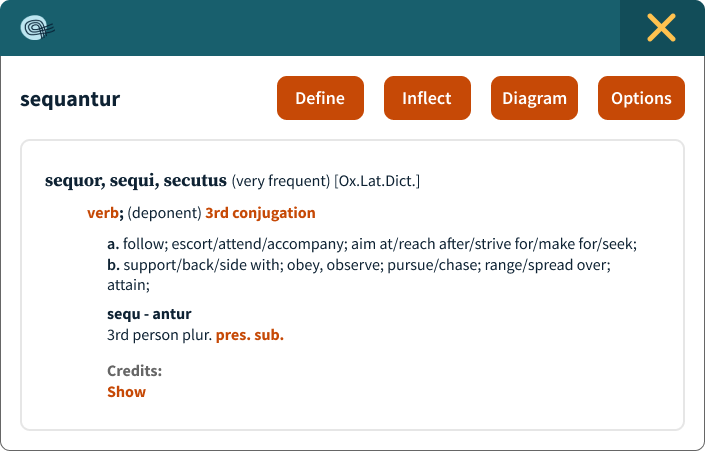 sequantur
Define
Inflect
Diagram
Options
sequor, sequi, secutus (very frequent) [Ox.Lat.Dict.]
verb; (deponent) 3rd conjugation
a. follow; escort/attend/accompany; aim at/reach after/strive for/make for/seek;
b. support/back/side with; obey, observe; pursue/chase; range/spread over;
attain;
sequ - antur
3rd person plur. pres. sub.
Credits:
Show